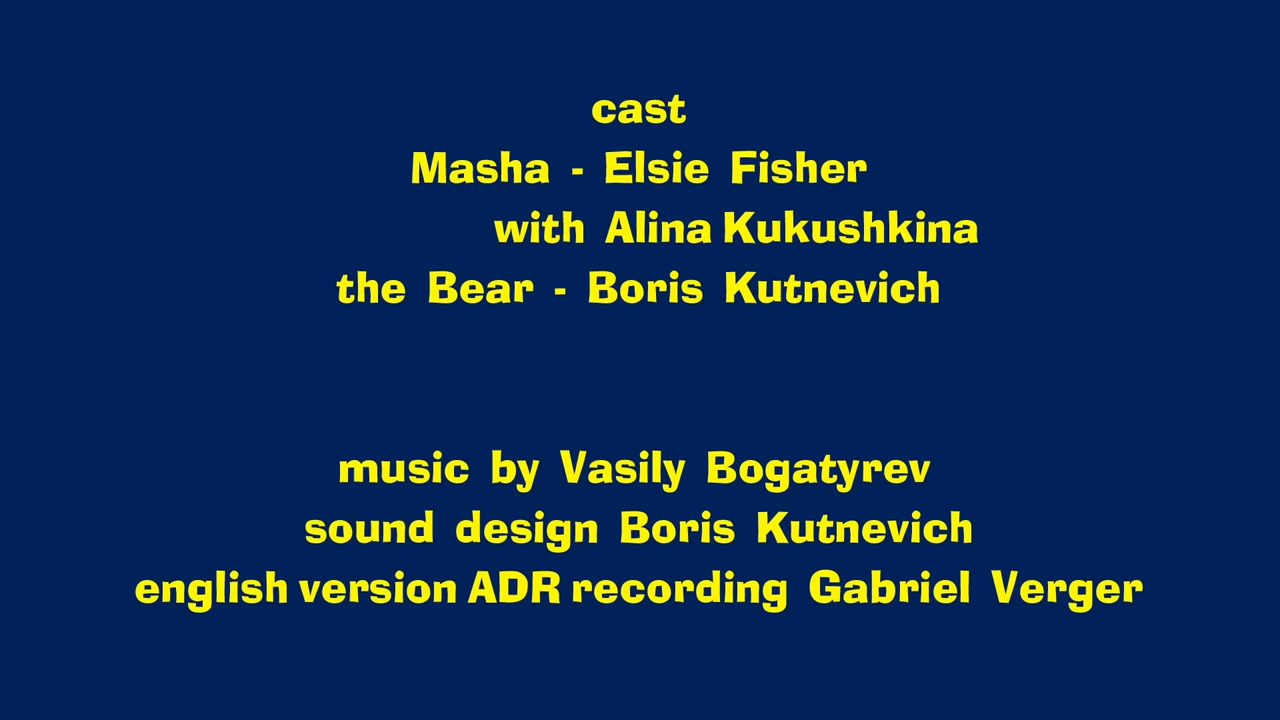 cast
Masha - Elsie Fisher
with Alina Kukushkina
the Bear - Boris Kutnevich
music by Vasily Bogatyrev
sound design Boris Kutnevich
english version ADR recording Gabriel Verger